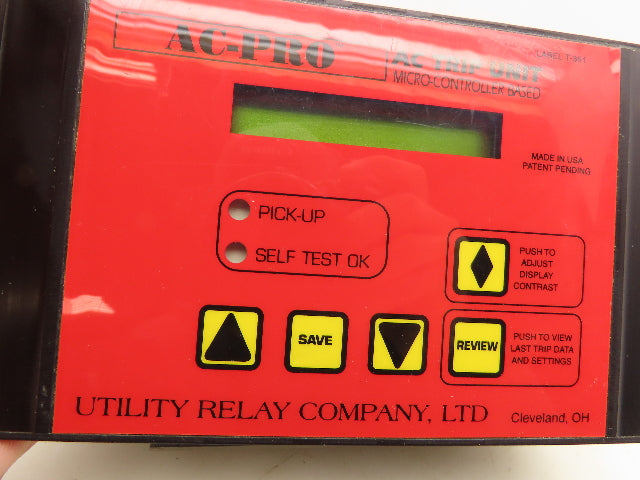 AC-PRO
LABEL T-351
AC TRIP UNIT
MICRO-CONTROLLER BASED
MADE IN USA
PATENT PENDING
PICK-UP
SELF TEST OK
PUSH TO
ADJUST
DISPLAY
CONTRAST
SAVE
REVIEW
PUSH TO VIEW
LAST TRIP DATA
AND SETTINGS
UTILITY RELAY COMPANY, LTD
Cleveland, OH